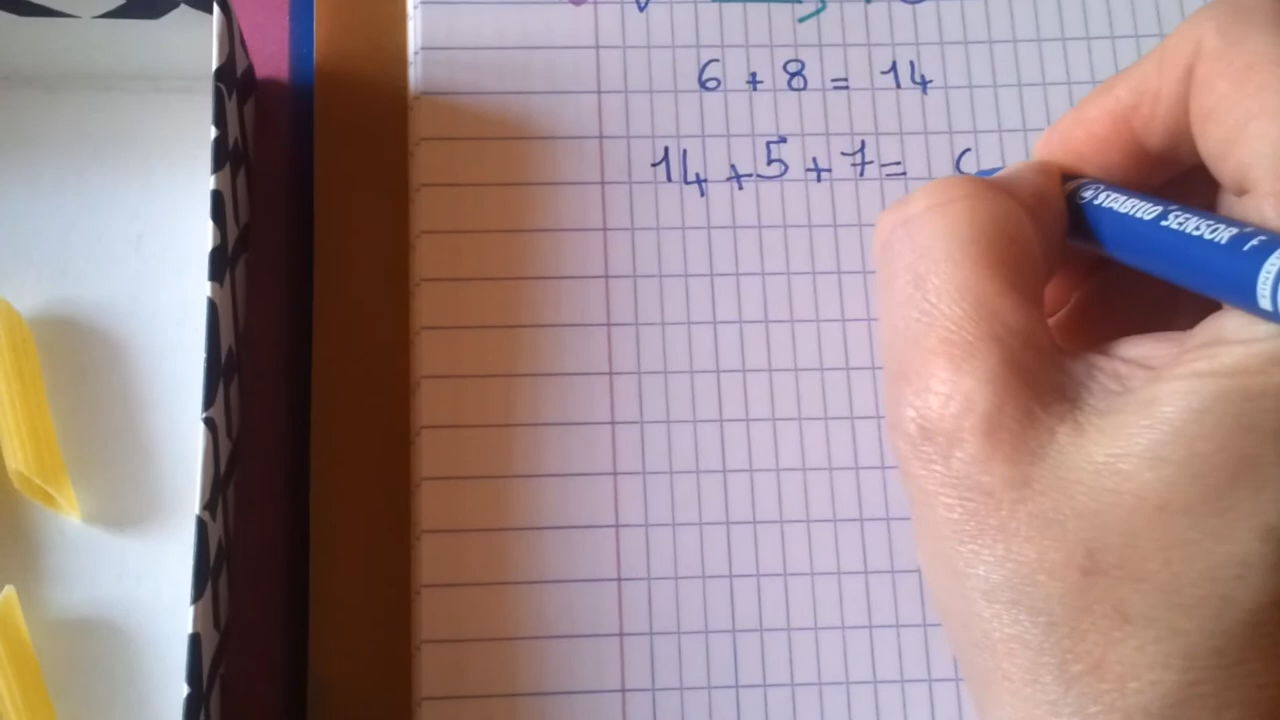 6 + 8 = 14
14 + 5 + 7 =
STABILO SENSOR F